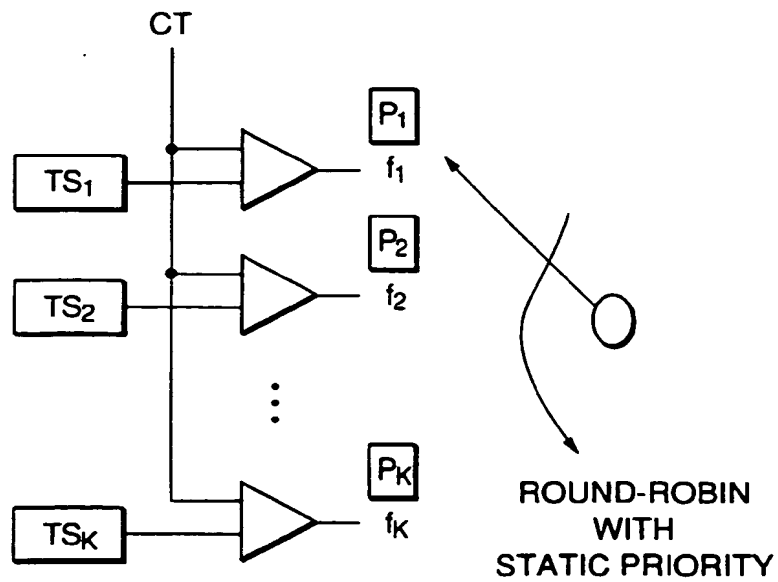 CT
P₁
TS₁
f₁
P₂
TS₂
f₂
Pₖ
TSₖ
fₖ
ROUND-ROBIN
WITH
STATIC PRIORITY